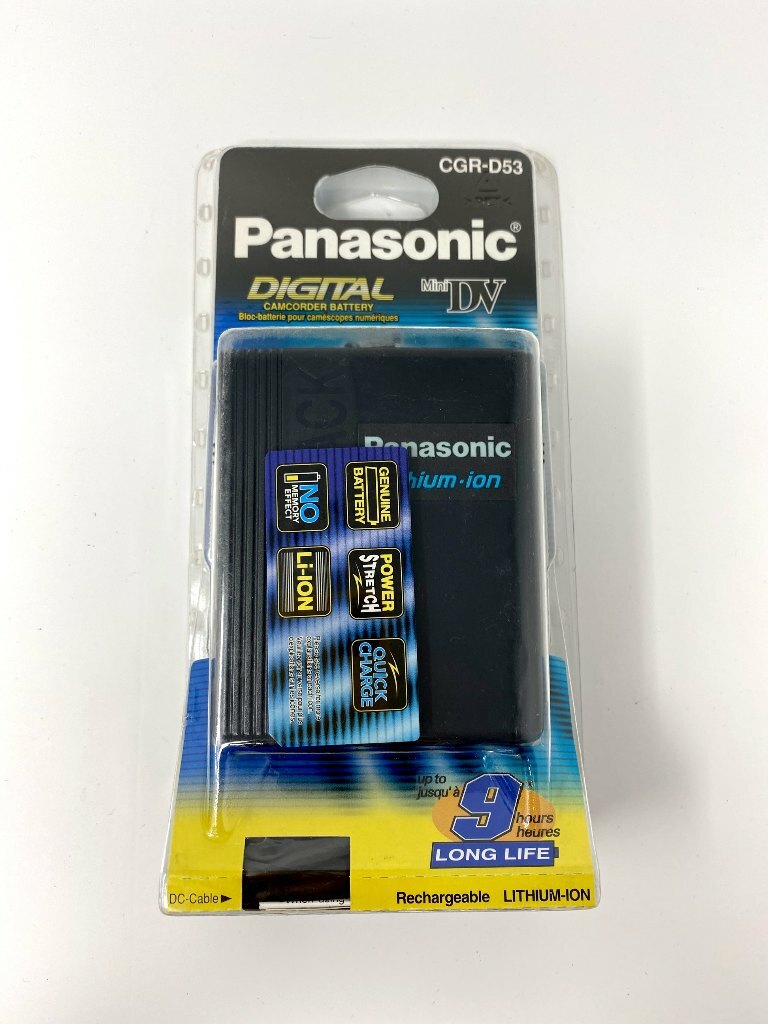 CGR-D53
Panasonic®
DIGITAL
CAMCORDER BATTERY
Bloc-batterie pour caméscopes numériques
Mini DV
PACK
Panasonic
ion
GENUINE
BATTERY
NO
MEMORY
EFFECT
POWER
STRETCH
Li-ION
QUICK
CHARGE
up to
jusqu'à
9
hours
heures
LONG LIFE
DC-Cable
Rechargeable LITHIUM-ION